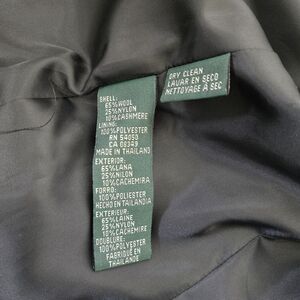 SHELL:
65%WOOL
25%NYLON
10%CASHMERE
LINING:
100%POLYESTER
RN 54050
CA 08349
MADE IN THAILAND
EXTERIOR:
65%LANA
25%NILON
10%CACHEMIRA
FORRO:
100%POLIESTER
HECHO EN TAILANDIA
EXTERIEUR:
65%LAINE
25%NYLON
10%CACHEMIRE
DOUBLURE:
100%POLYESTER
FABRIQUÉ EN
THAILANDE
DRY CLEAN
LAVAR EN SECO
NETTOYAGE À SEC